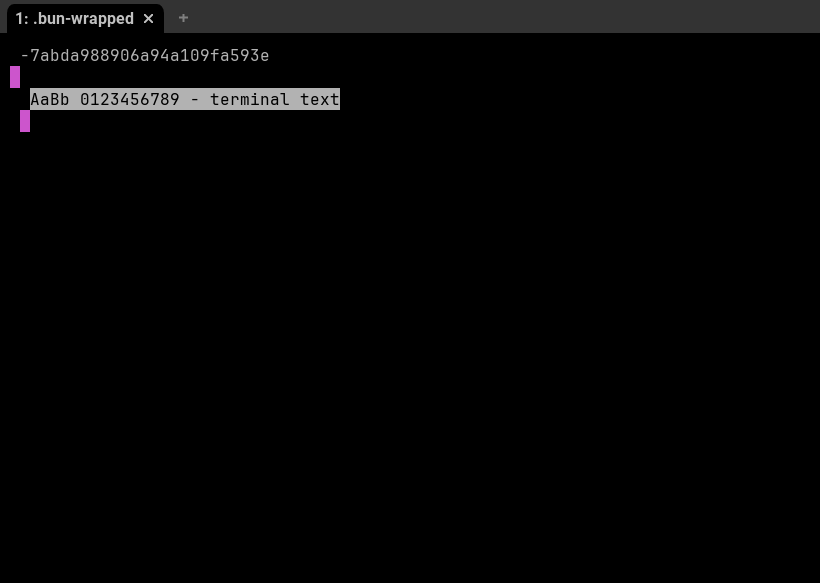 1: .bun-wrapped × +
-7abda988906a94a109fa593e
AaBb 0123456789 - terminal text